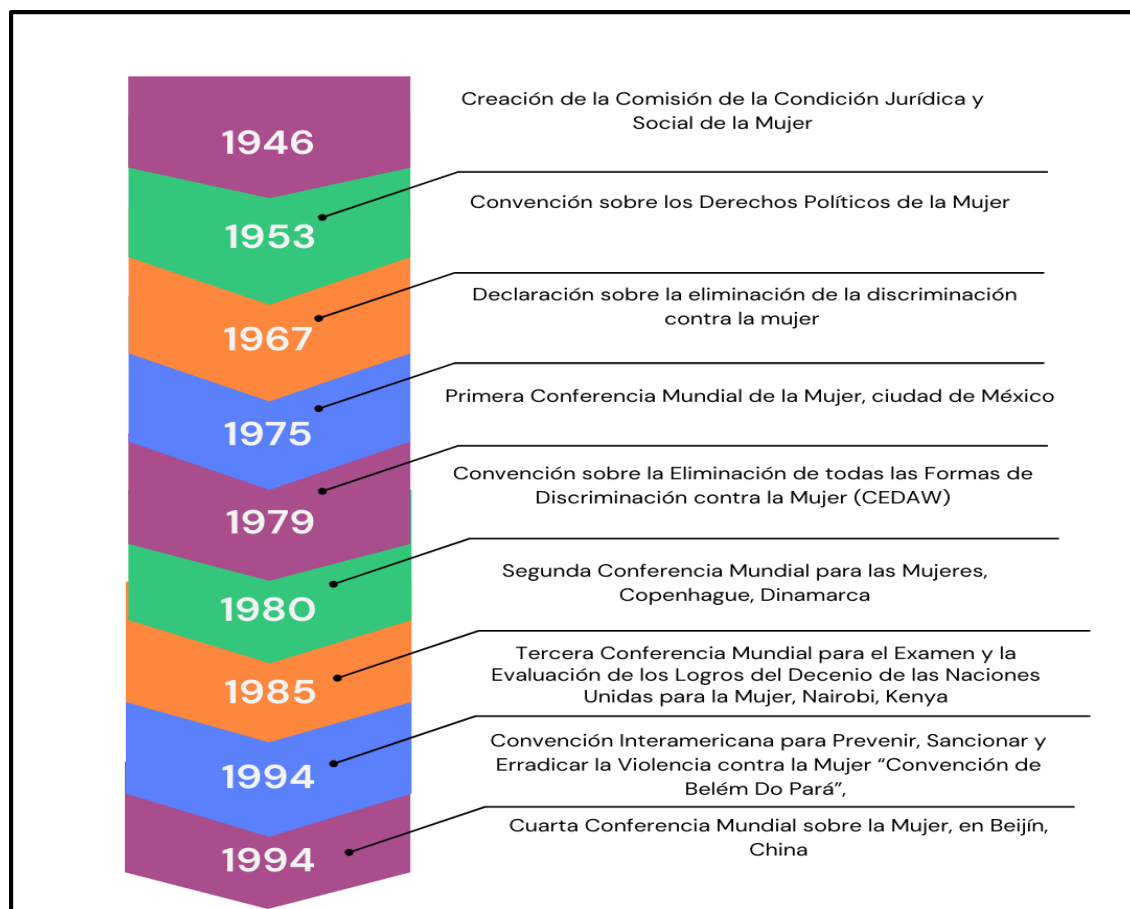 1946
Creación de la Comisión de la Condición Jurídica y
Social de la Mujer
1953
Convención sobre los Derechos Políticos de la Mujer
1967
Declaración sobre la eliminación de la discriminación
contra la mujer
1975
Primera Conferencia Mundial de la Mujer, ciudad de México
1979
Convención sobre la Eliminación de todas las Formas de
Discriminación contra la Mujer (CEDAW)
1980
Segunda Conferencia Mundial para las Mujeres,
Copenhague, Dinamarca
1985
Tercera Conferencia Mundial para el Examen y la
Evaluación de los Logros del Decenio de las Naciones
Unidas para la Mujer, Nairobi, Kenya
1994
Convención Interamericana para Prevenir, Sancionar y
Erradicar la Violencia contra la Mujer “Convención de
Belém Do Pará”,
1994
Cuarta Conferencia Mundial sobre la Mujer, en Beijín,
China